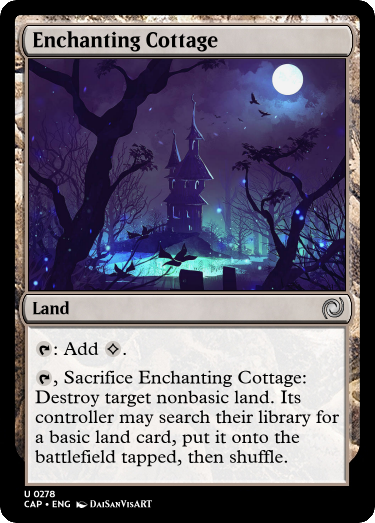 Enchanting Cottage
Land
: Add .
, Sacrifice Enchanting Cottage:
Destroy target nonbasic land. Its
controller may search their library for
a basic land card, put it onto the
battlefield tapped, then shuffle.
U 0278
CAP • ENG DaiSanVisART